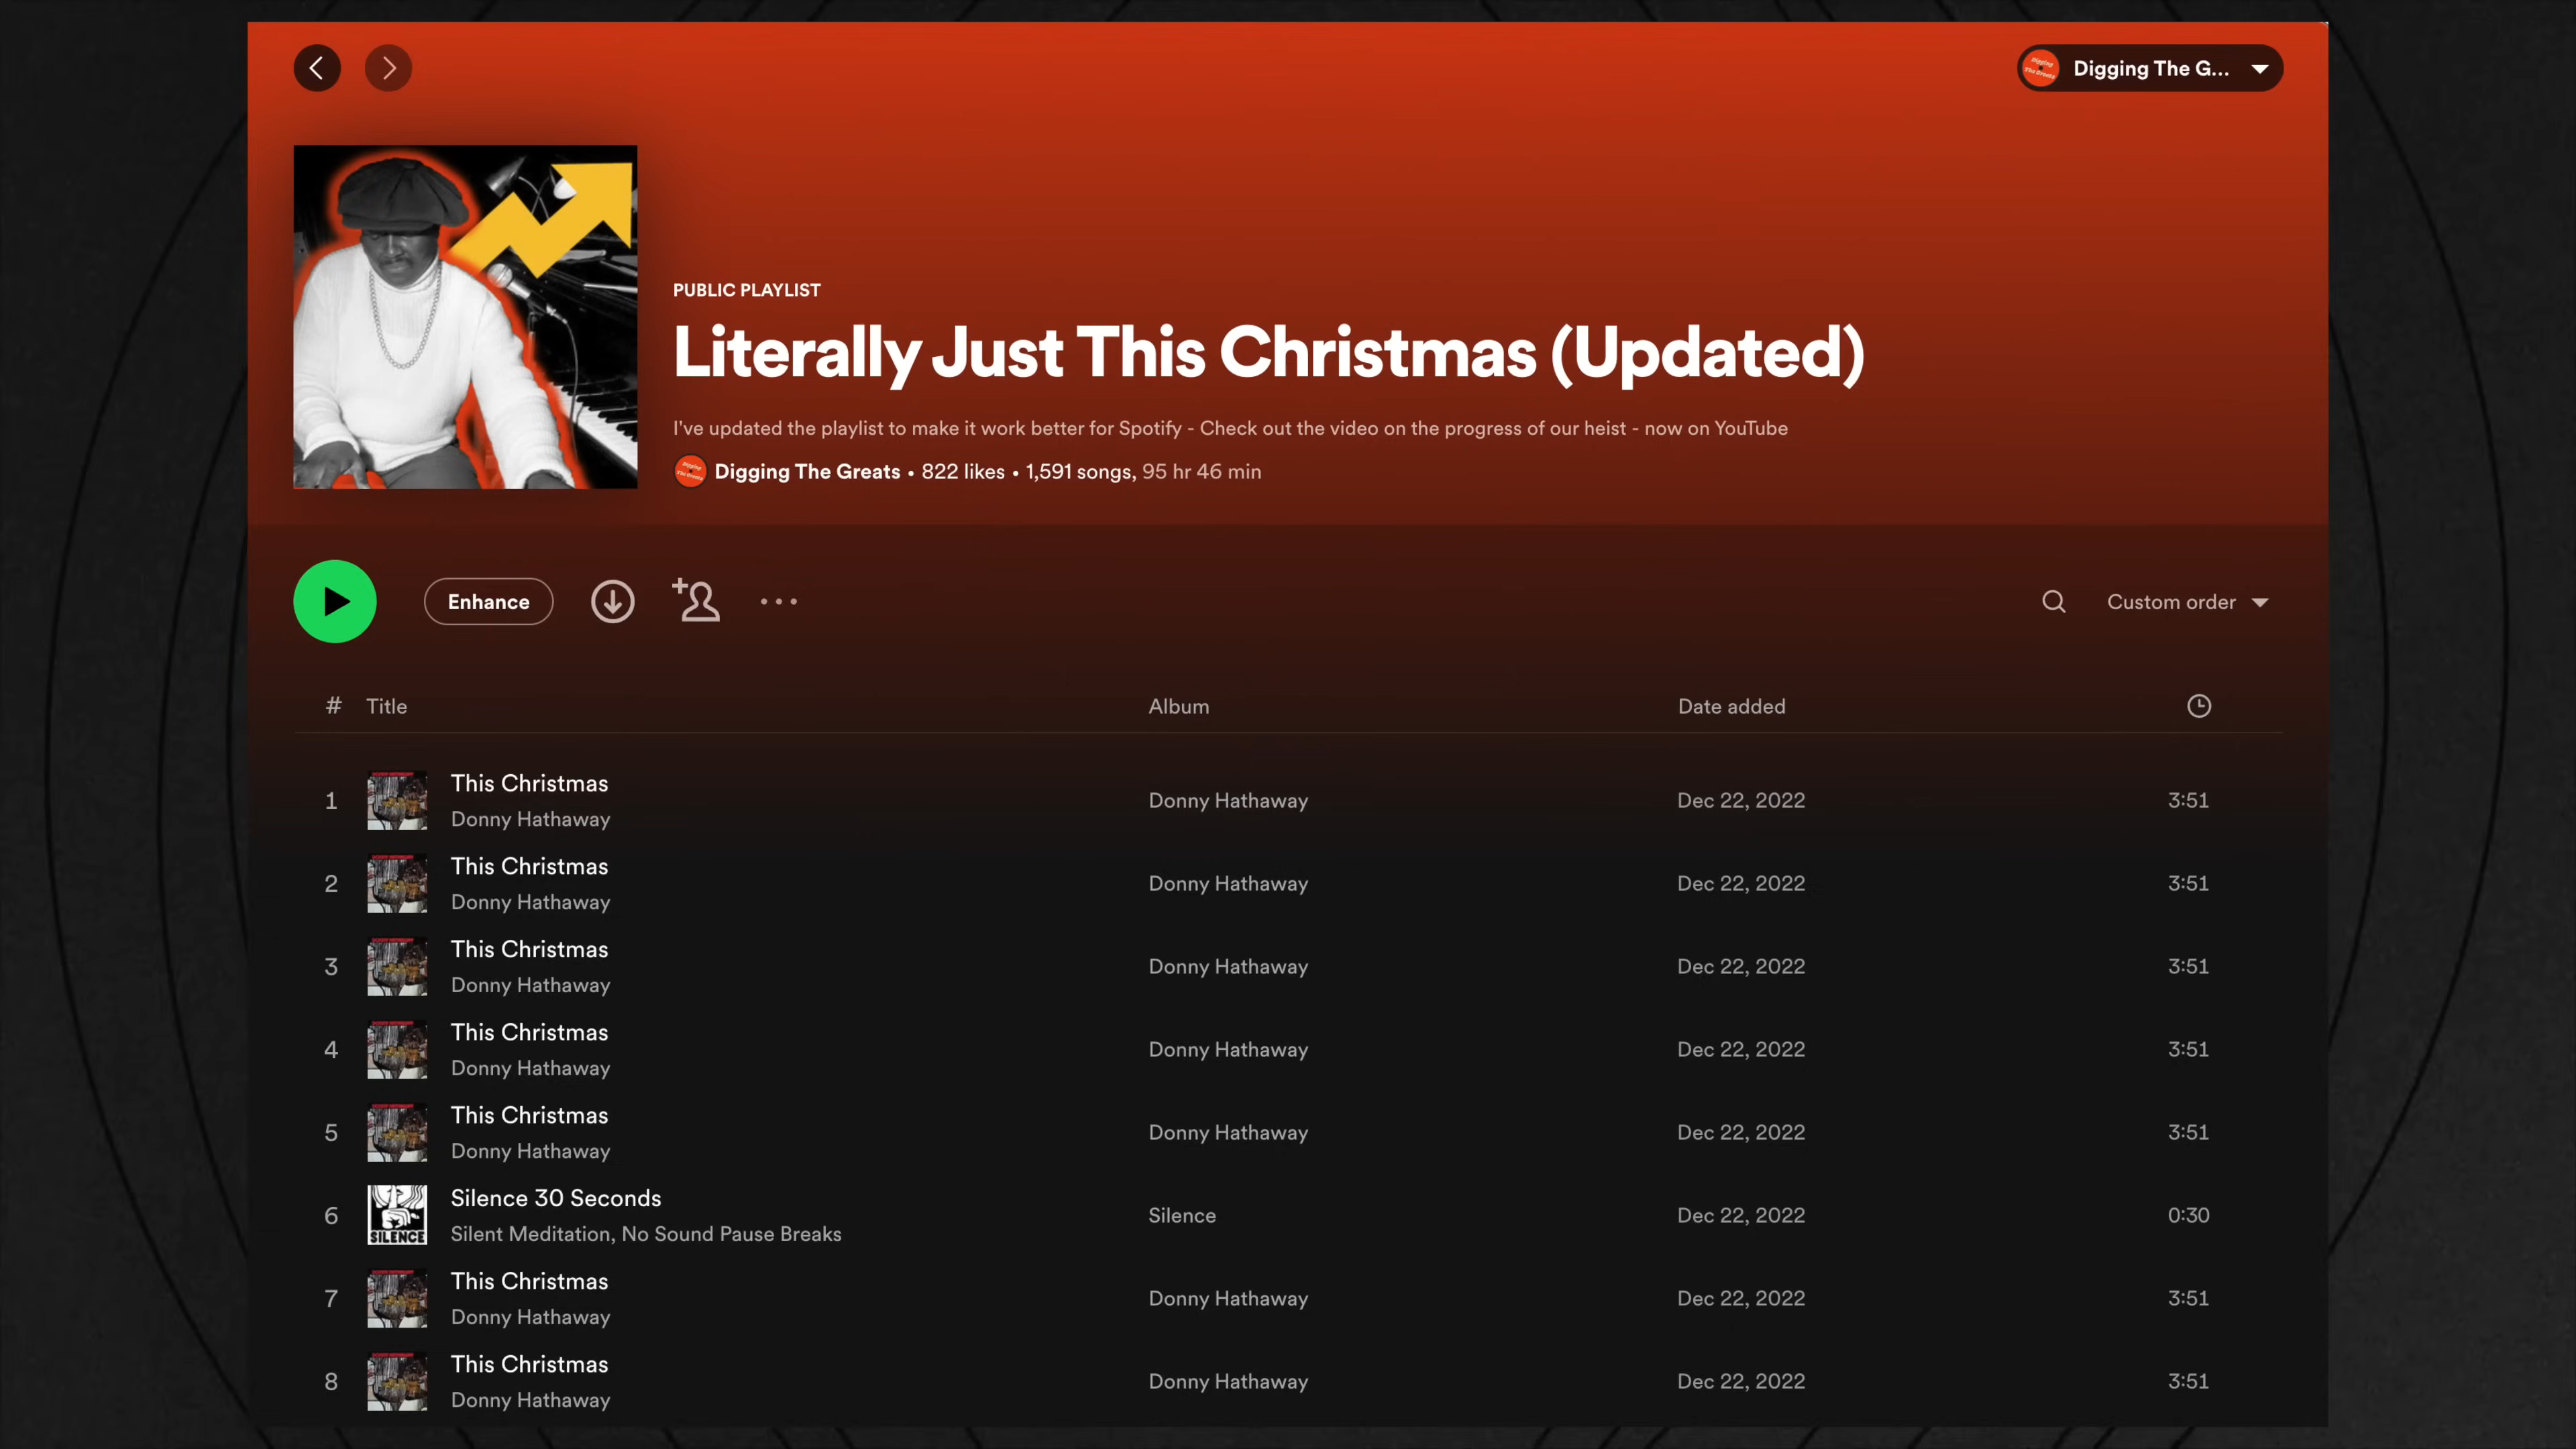 Digging The G...
PUBLIC PLAYLIST
Literally Just This Christmas (Updated)
I've updated the playlist to make it work better for Spotify - Check out the video on the progress of our heist - now on YouTube
Digging The Greats • 822 likes • 1,591 songs, 95 hr 46 min
Enhance
Custom order
# Title Album Date added
1 This Christmas Donny Hathaway Dec 22, 2022 3:51
Donny Hathaway
2 This Christmas Donny Hathaway Dec 22, 2022 3:51
Donny Hathaway
3 This Christmas Donny Hathaway Dec 22, 2022 3:51
Donny Hathaway
4 This Christmas Donny Hathaway Dec 22, 2022 3:51
Donny Hathaway
5 This Christmas Donny Hathaway Dec 22, 2022 3:51
Donny Hathaway
6 Silence 30 Seconds Silence Dec 22, 2022 0:30
Silent Meditation, No Sound Pause Breaks
SILENCE
7 This Christmas Donny Hathaway Dec 22, 2022 3:51
Donny Hathaway
8 This Christmas Donny Hathaway Dec 22, 2022 3:51
Donny Hathaway